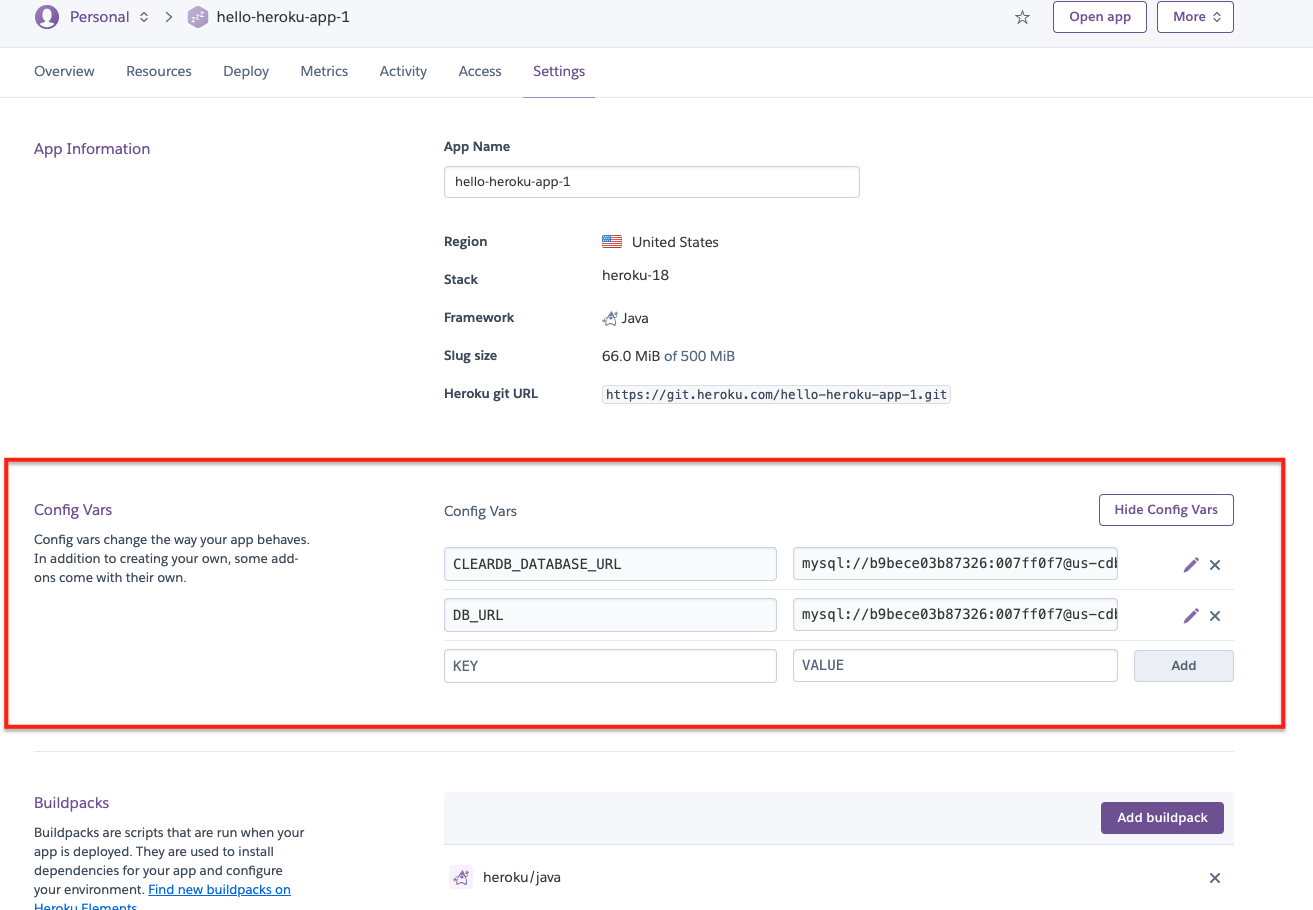 Personal
hello-heroku-app-1
Open app
More
Overview
Resources
Deploy
Metrics
Activity
Access
Settings
App Information
App Name
hello-heroku-app-1
Region
United States
Stack
heroku-18
Framework
Java
Slug size
66.0 MiB of 500 MiB
Heroku git URL
https://git.heroku.com/hello-heroku-app-1.git
Config Vars
Config vars change the way your app behaves.
In addition to creating your own, some add-
ons come with their own.
Config Vars
Hide Config Vars
CLEARDB_DATABASE_URL
mysql://b9bece03b87326:007ff0f7@us-cdb
DB_URL
mysql://b9bece03b87326:007ff0f7@us-cdb
KEY
VALUE
Add
Buildpacks
Buildpacks are scripts that are run when your
app is deployed. They are used to install
dependencies for your app and configure
your environment. Find new buildpacks on
Heroku Elements
Add buildpack
heroku/java